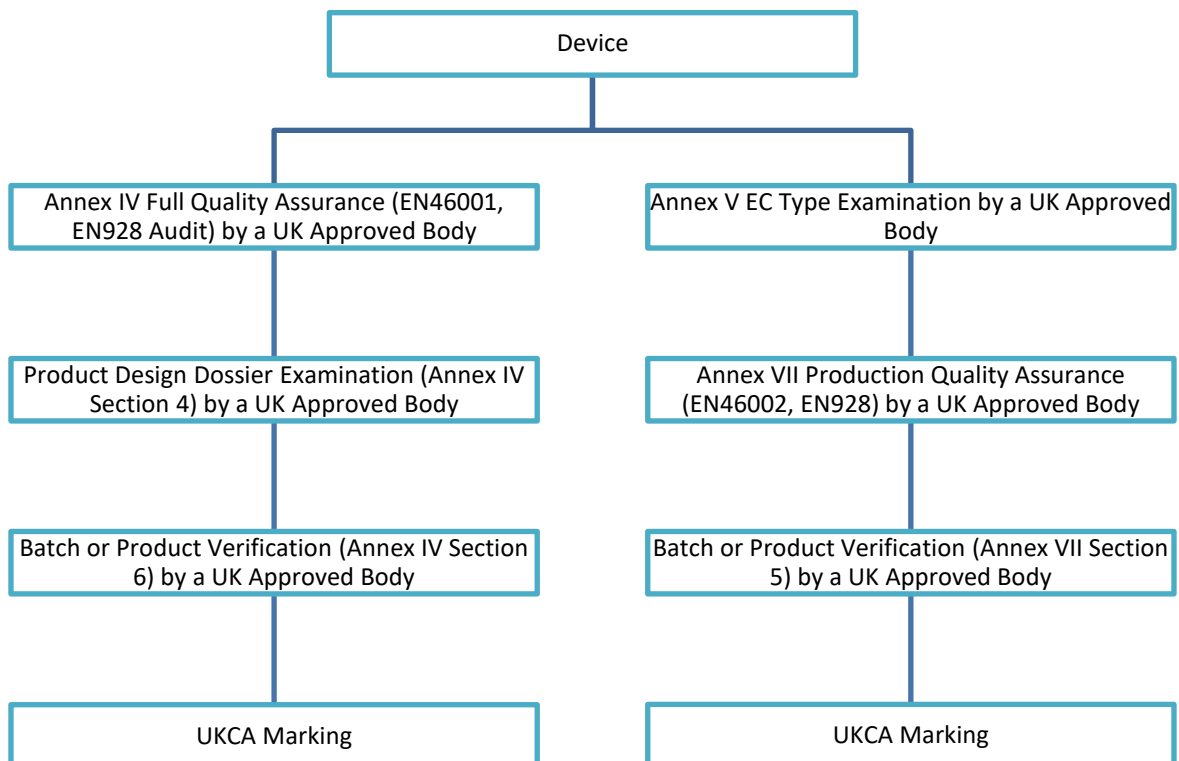 Device
Annex IV Full Quality Assurance (EN46001,
EN928 Audit) by a UK Approved Body
Annex V EC Type Examination by a UK Approved
Body
Product Design Dossier Examination (Annex IV
Section 4) by a UK Approved Body
Annex VII Production Quality Assurance
(EN46002, EN928) by a UK Approved Body
Batch or Product Verification (Annex IV Section
6) by a UK Approved Body
Batch or Product Verification (Annex VII Section
5) by a UK Approved Body
UKCA Marking
UKCA Marking